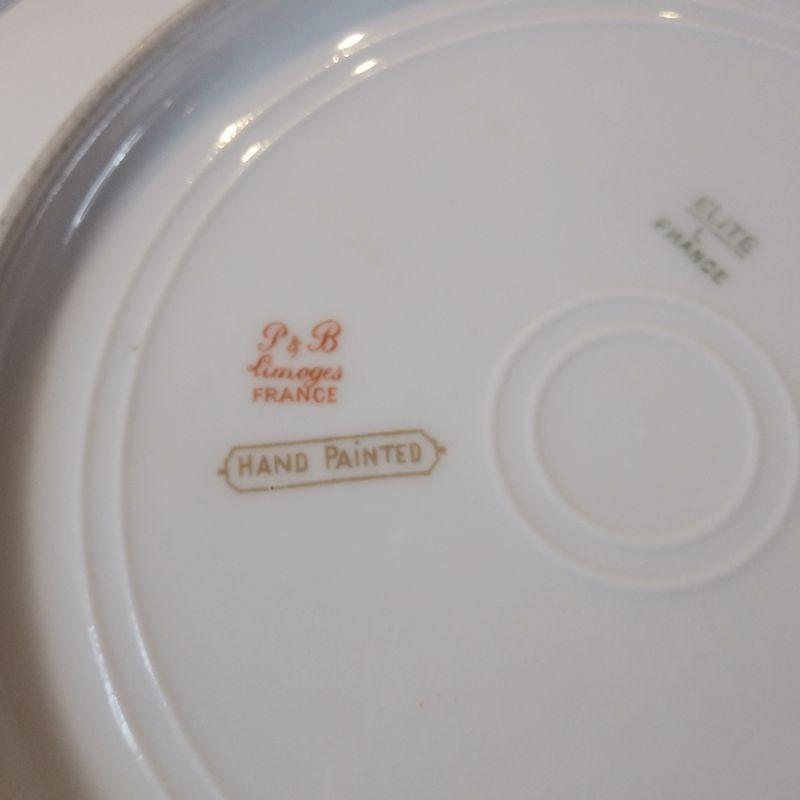 ELITE
L
FRANCE
P & B
Limoges
FRANCE
HAND PAINTED